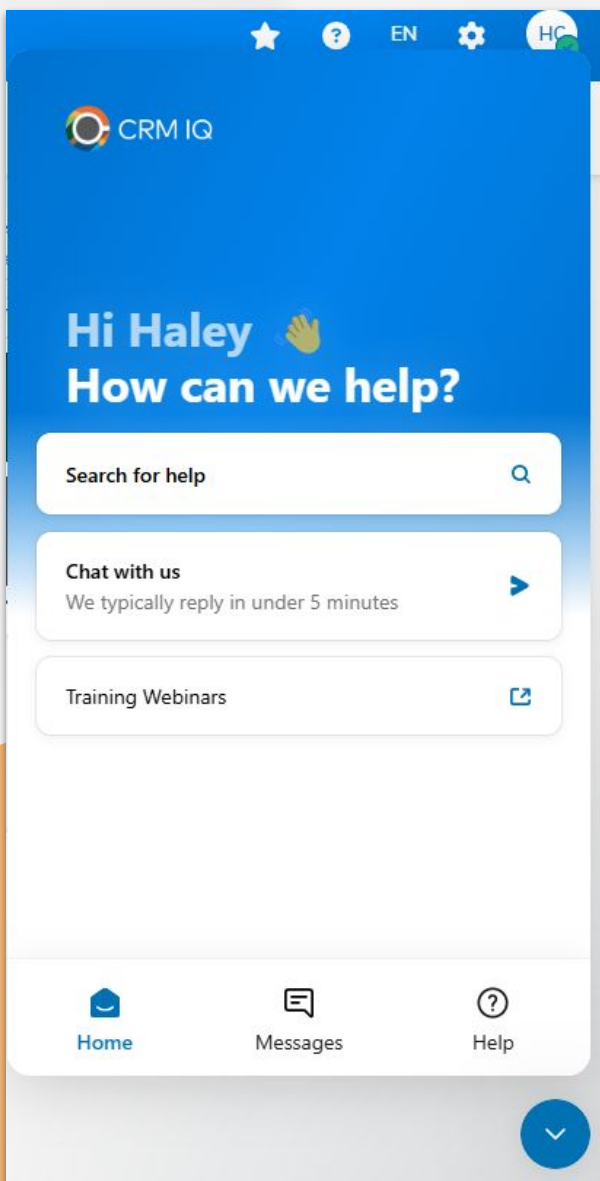 EN
HC
CRM IQ
Hi Haley 👋
How can we help?
Search for help
Chat with us
We typically reply in under 5 minutes
Training Webinars
Home
Messages
Help